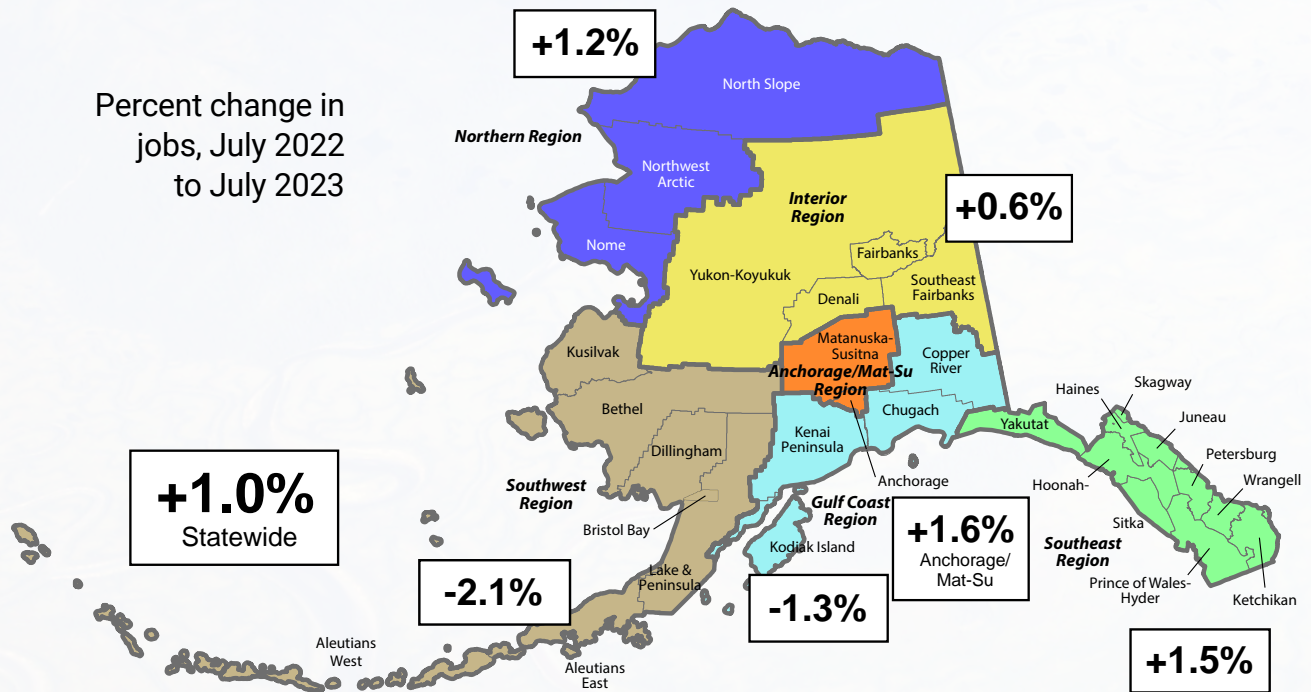 +1.2%
Percent change in
jobs, July 2022
to July 2023
North Slope
Northern Region
Northwest
Arctic
Interior
Region
+0.6%
Nome
Fairbanks
Yukon-Koyukuk
Southeast
Fairbanks
Denali
Kusilvak
Matanuska-
Susitna
Anchorage/Mat-Su
Region
Copper
River
Bethel
Chugach
Kenai
Peninsula
Dillingham
Anchorage
Yakutat
Haines
Skagway
Juneau
Petersburg
Hoonah-
Wrangell
Sitka
Southeast
Region
Prince of Wales-
Hyder
Ketchikan
+1.0%
Statewide
Southwest
Region
Bristol Bay
Gulf Coast
Region
Kodiak Island
+1.6%
Anchorage/
Mat-Su
Lake &
Peninsula
-2.1%
-1.3%
+1.5%
Aleutians
West
Aleutians
East